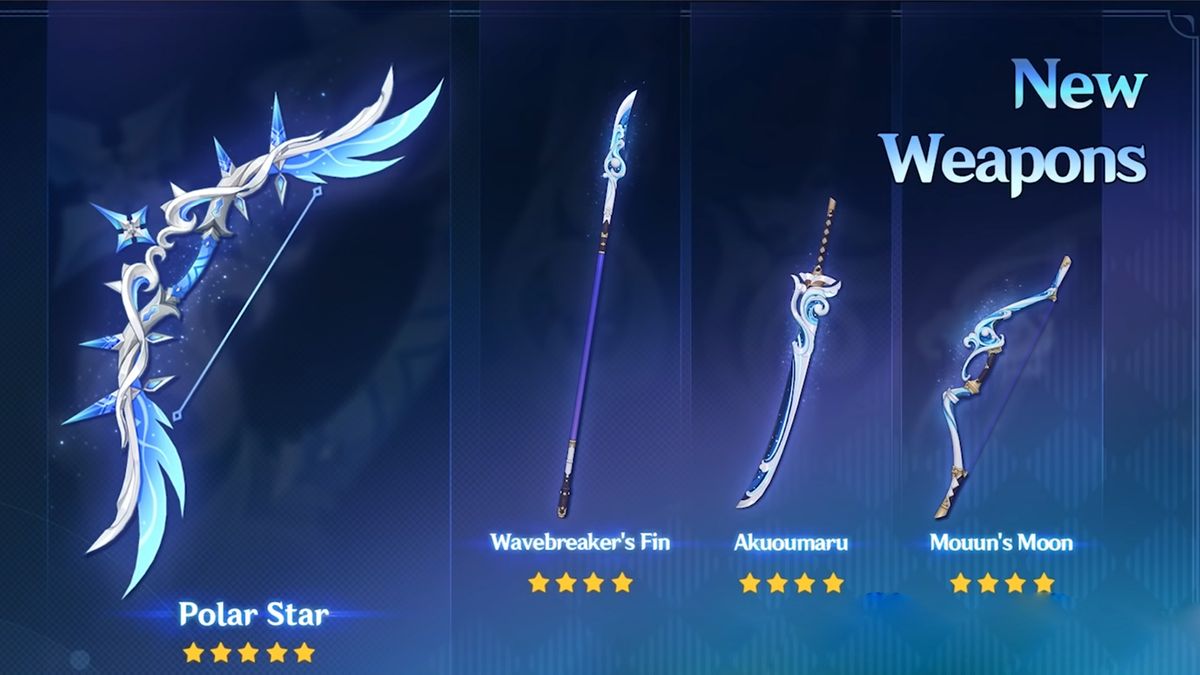 New
Weapons
Polar Star
Wavebreaker's Fin
Akuoumaru
Mouun's Moon